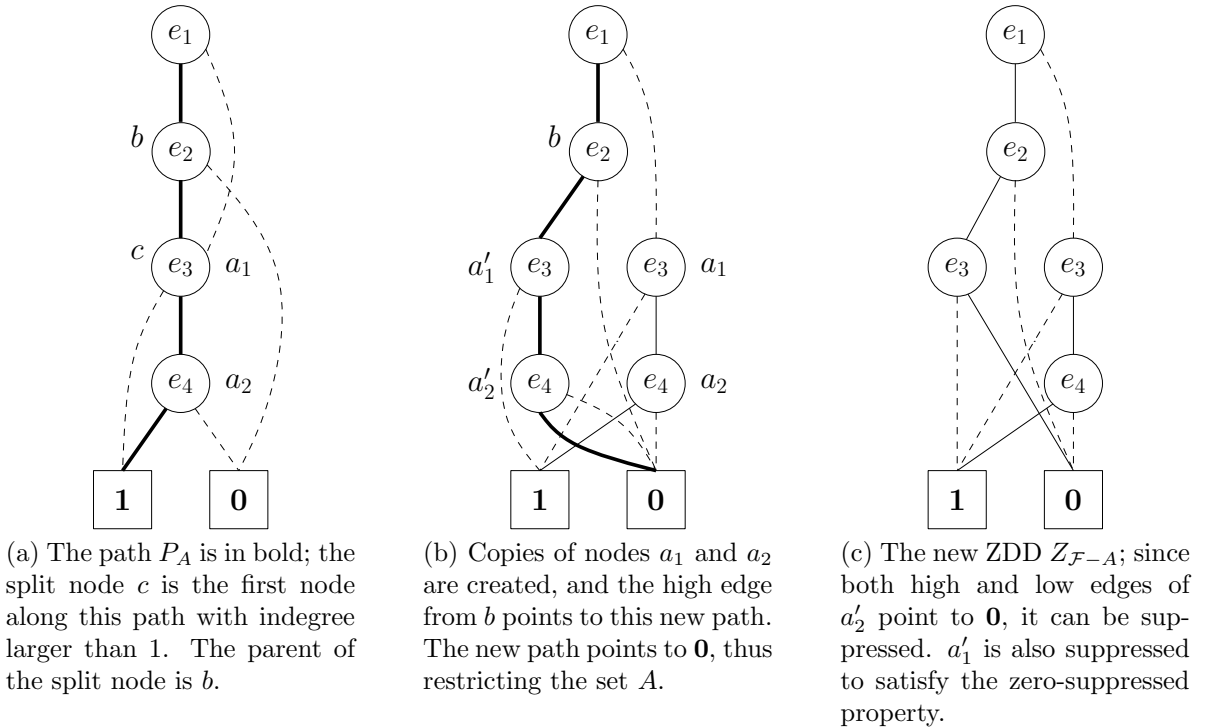 e₁
b
e₂
c
e₃
a₁
e₄
a₂
1
0
(a) The path P_A is in bold; the
split node c is the first node
along this path with indegree
larger than 1. The parent of
the split node is b.
e₁
b
e₂
a′₁
e₃
e₃
a₁
a′₂
e₄
e₄
a₂
1
0
(b) Copies of nodes a₁ and a₂
are created, and the high edge
from b points to this new path.
The new path points to 0, thus
restricting the set A.
e₁
e₂
e₃
e₃
e₄
1
0
(c) The new ZDD Z_{ℱ−A}; since
both high and low edges of
a′₂ point to 0, it can be sup-
pressed. a′₁ is also suppressed
to satisfy the zero-suppressed
property.